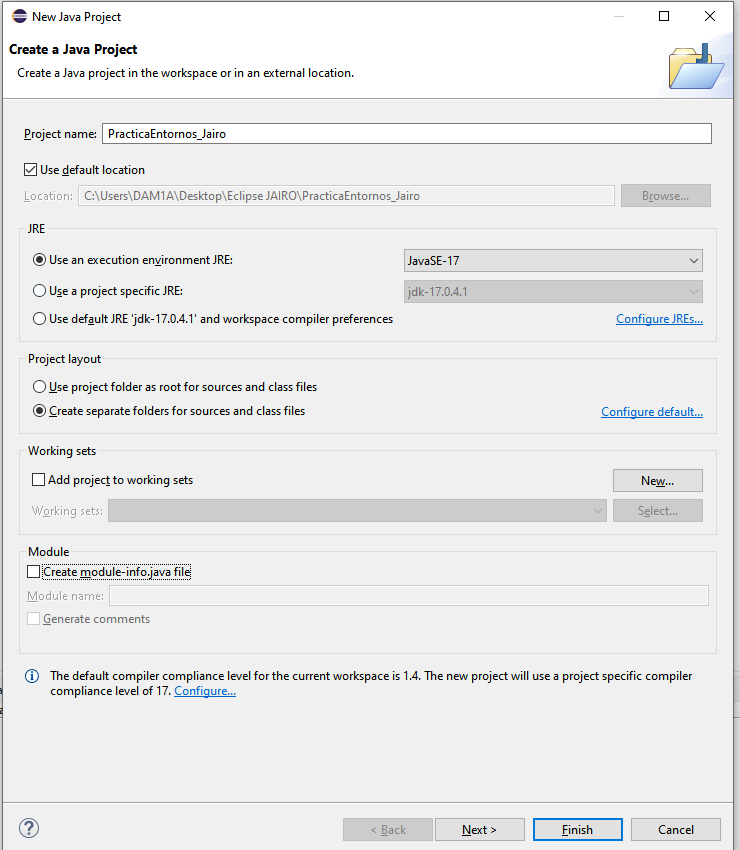 New Java Project
Create a Java Project
Create a Java project in the workspace or in an external location.
Project name: PracticaEntornos_Jairo
Use default location
Location: C:\Users\DAM1A\Desktop\Eclipse JAIRO\PracticaEntornos_Jairo Browse...
JRE
Use an execution environment JRE: JavaSE-17
Use a project specific JRE: jdk-17.0.4.1
Use default JRE 'jdk-17.0.4.1' and workspace compiler preferences Configure JREs...
Project layout
Use project folder as root for sources and class files
Create separate folders for sources and class files Configure default...
Working sets
Add project to working sets New...
Working sets: Select...
Module
Create module-info.java file
Module name:
Generate comments
The default compiler compliance level for the current workspace is 1.4. The new project will use a project specific compiler
compliance level of 17. Configure...
? < Back Next > Finish Cancel